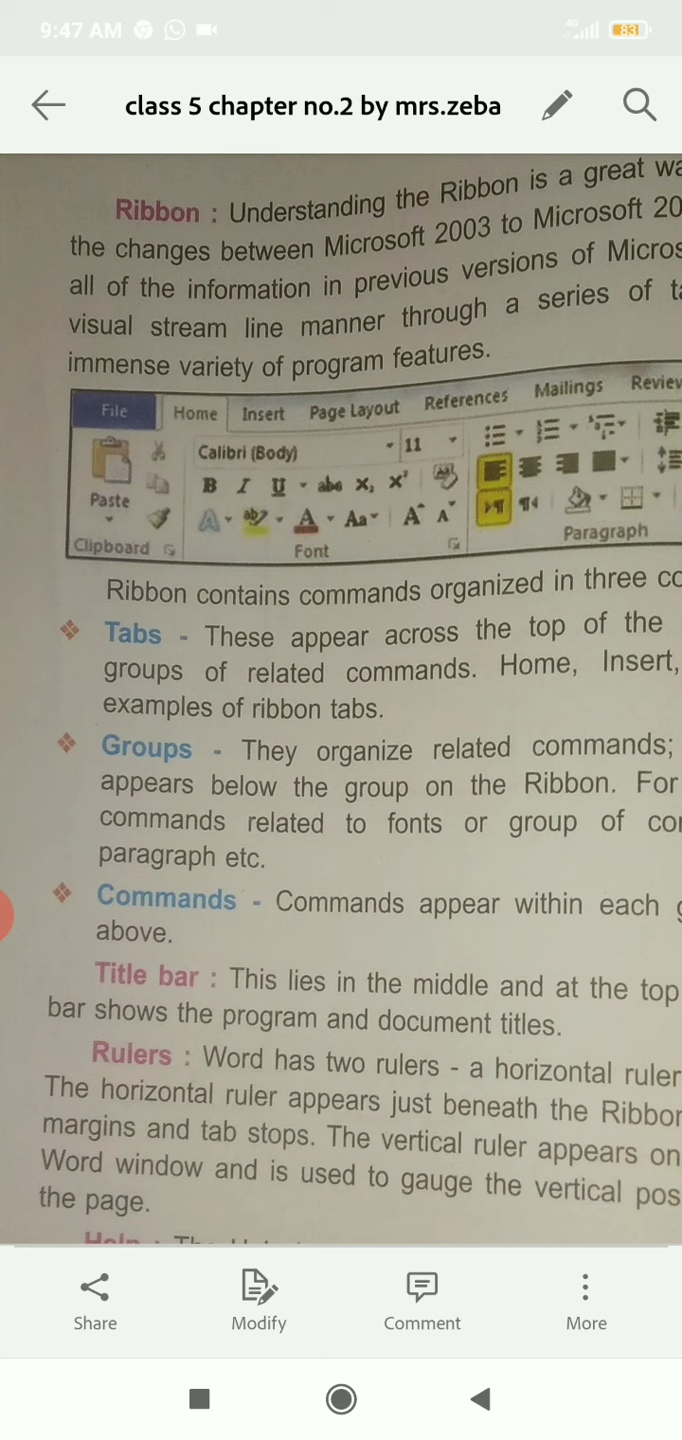 9:47 AM
4G
83
class 5 chapter no.2 by mrs.zeba
Ribbon : Understanding the Ribbon is a great
the changes between Microsoft 2003 to Microsoft 20
all of the information in previous versions of Micros
visual stream line manner through a series of
immense variety of program features.
File Home Insert Page Layout References Mailings Review
Calibri (Body) 11
Paste
B I U abc X, X²
A ab A Aa A A
Clipboard Font Paragraph
Ribbon contains commands organized in three co
Tabs - These appear across the top of the
groups of related commands. Home, Insert,
examples of ribbon tabs.
Groups - They organize related commands;
appears below the group on the Ribbon. For
commands related to fonts or group of co
paragraph etc.
Commands - Commands appear within each
above.
Title bar : This lies in the middle and at the top
bar shows the program and document titles.
Rulers : Word has two rulers - a horizontal ruler
The horizontal ruler appears just beneath the Ribbon
margins and tab stops. The vertical ruler appears on
Word window and is used to gauge the vertical pos
the page.
Share Modify Comment More